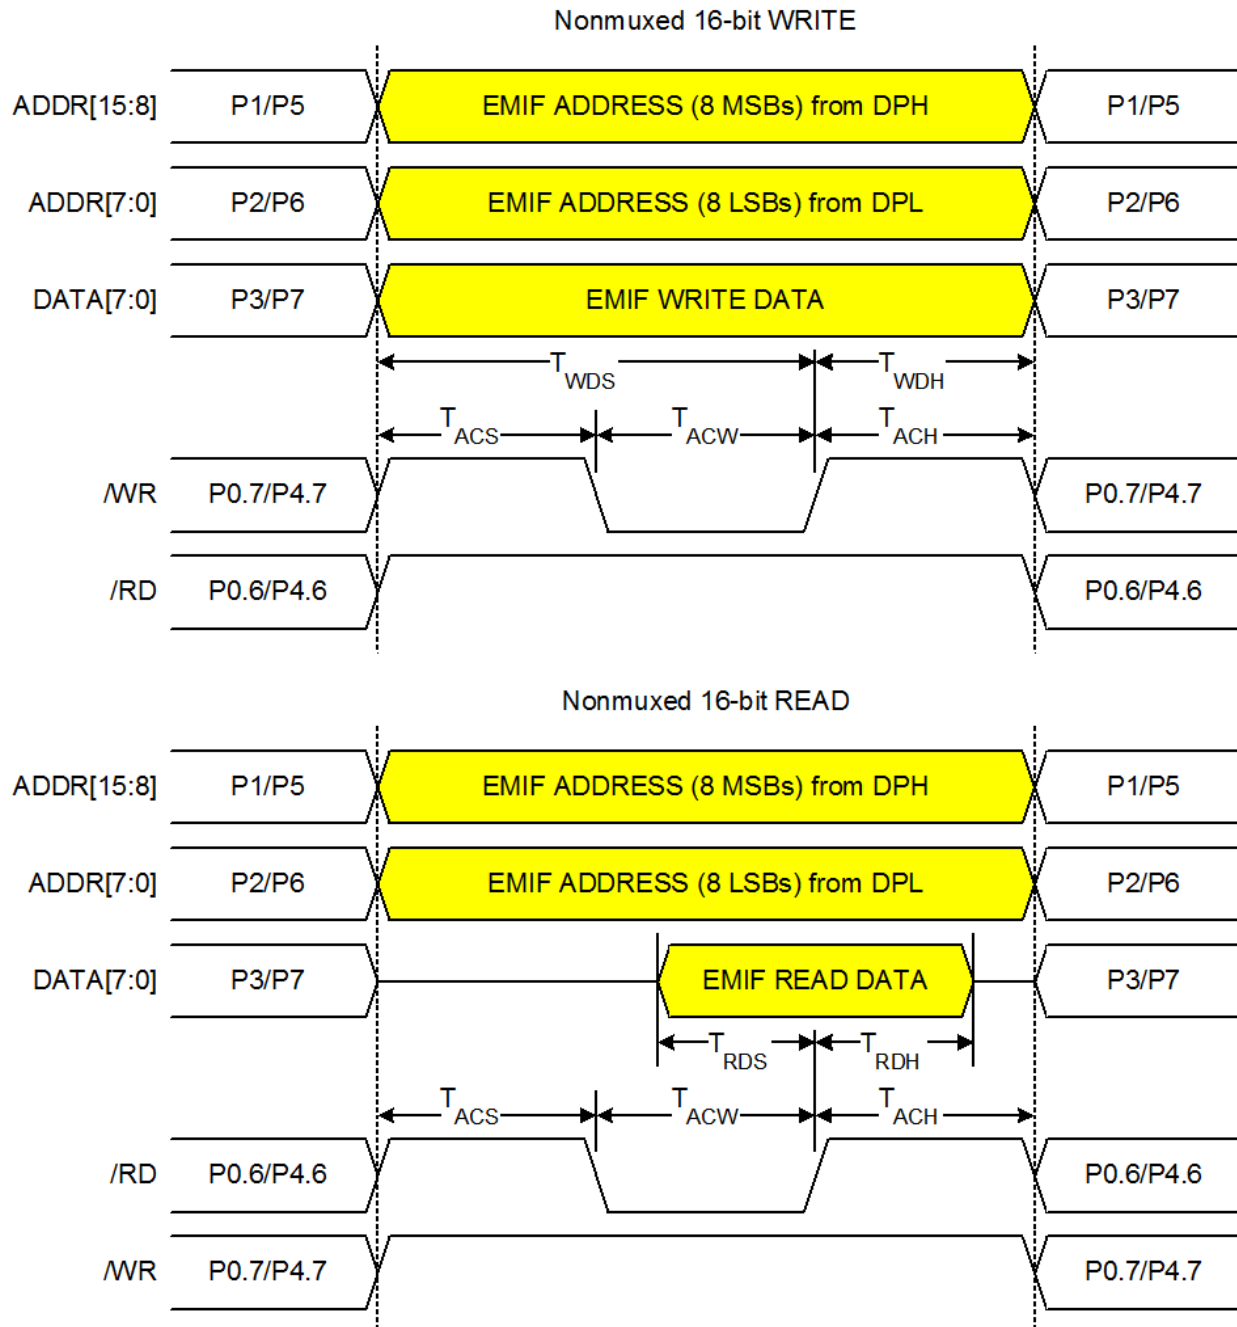 Nonmuxed 16-bit WRITE
ADDR[15:8] P1/P5 EMIF ADDRESS (8 MSBs) from DPH P1/P5
ADDR[7:0] P2/P6 EMIF ADDRESS (8 LSBs) from DPL P2/P6
DATA[7:0] P3/P7 EMIF WRITE DATA P3/P7
TWDS TWDH
TACS TACW TACH
/WR P0.7/P4.7 P0.7/P4.7
/RD P0.6/P4.6 P0.6/P4.6
Nonmuxed 16-bit READ
ADDR[15:8] P1/P5 EMIF ADDRESS (8 MSBs) from DPH P1/P5
ADDR[7:0] P2/P6 EMIF ADDRESS (8 LSBs) from DPL P2/P6
DATA[7:0] P3/P7 EMIF READ DATA P3/P7
TRDS TRDH
TACS TACW TACH
/RD P0.6/P4.6 P0.6/P4.6
/WR P0.7/P4.7 P0.7/P4.7